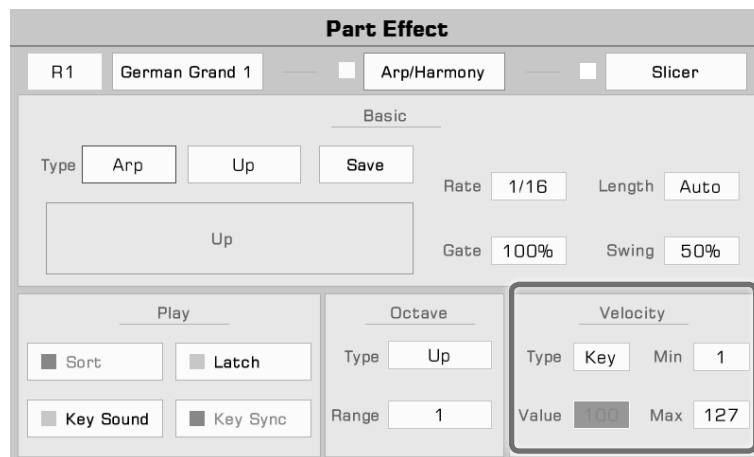 Part Effect
R1 German Grand 1 Arp/Harmony Slicer
Basic
Type Arp Up Save
Rate 1/16 Length Auto
Up
Gate 100% Swing 50%
Play
Sort Latch
Key Sound Key Sync
Octave
Type Up
Range 1
Velocity
Type Key Min 1
Value 100 Max 127